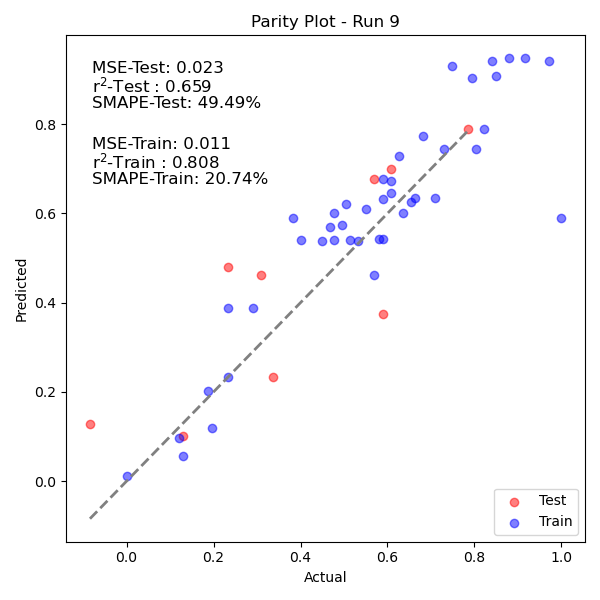 Parity Plot - Run 9
MSE-Test: 0.023
r²-Test : 0.659
SMAPE-Test: 49.49%
MSE-Train: 0.011
r²-Train : 0.808
SMAPE-Train: 20.74%
Predicted
0.8
0.6
0.4
0.2
0.0
Test
Train
0.0 0.2 0.4 0.6 0.8 1.0
Actual